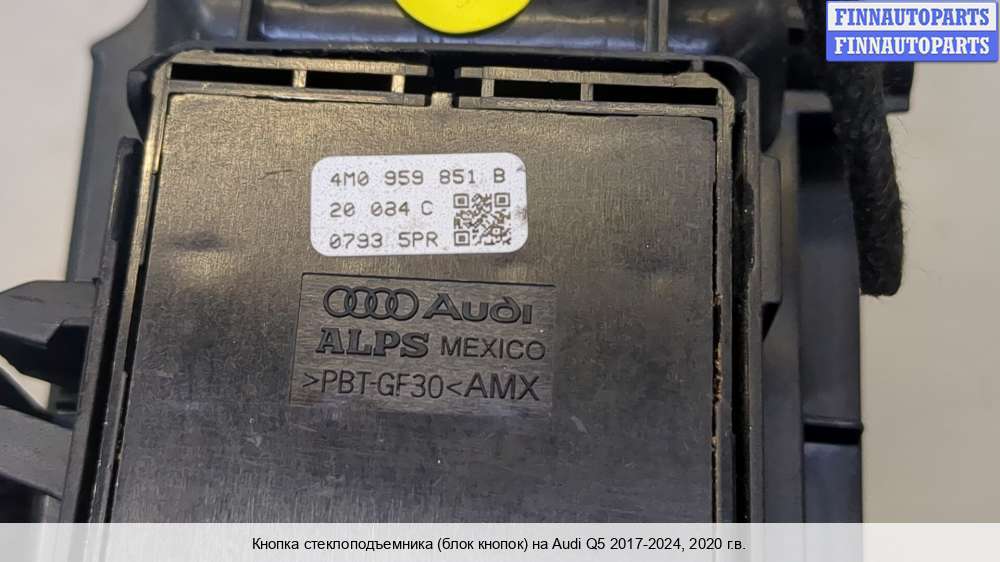 FINNAUTOPARTS
FINNAUTOPARTS
4M0 959 851 B
20 034 C
0793 5PR
Audi
ALPS MEXICO
>PBT-GF30<AMX
Кнопка стеклоподъемника (блок кнопок) на Audi Q5 2017-2024, 2020 г.в.